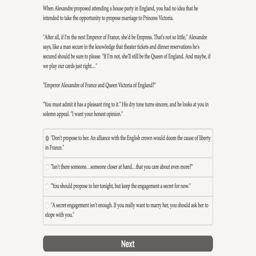 When Alexandre proposed attending a house party in England, you had no idea that he
intended to take the opportunity to propose marriage to Princess Victoria.
"After all, if I'm the next Emperor of France, she'd be Empress. That's not so little," Alexandre
says, like a man secure in the knowledge that theater tickets and dinner reservations he's
secured should be sure to please. "If I'm not, she'll still be the Queen of England. And maybe, if
we play our cards just right..."
"Emperor Alexandre of France and Queen Victoria of England?"
"You must admit it has a pleasant ring to it." His dry tone turns sincere, and he looks at you in
solemn appeal. "I want your honest opinion."
"Don't propose to her. An alliance with the English crown would doom the cause of liberty
in France."
"Isn't there someone...someone closer at hand...that you care about even more?"
"You should propose to her tonight, but keep the engagement a secret for now."
"A secret engagement isn't enough. If you really want to marry her, you should ask her to
elope with you."
Next